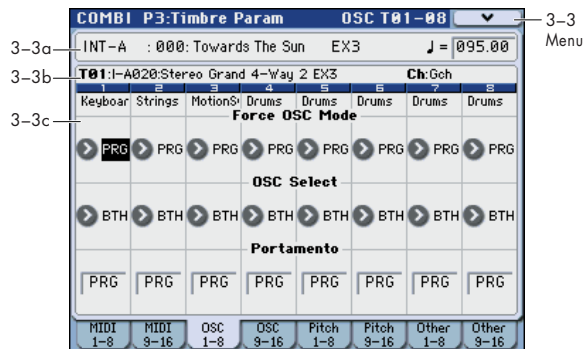 COMBI P3:Timbre Param OSC T01-08
3-3
Menu
3-3a
INT-A :000:Towards The Sun EX3 ♩= 095.00
3-3b
T01:I-A020:Stereo Grand 4-Way 2 EX3 Ch:Gch
1 2 3 4 5 6 7 8
3-3c
Keyboar Strings MotionS Drums Drums Drums Drums Drums
Force OSC Mode
PRG PRG PRG PRG PRG PRG PRG PRG
OSC Select
BTH BTH BTH BTH BTH BTH BTH BTH
Portamento
PRG PRG PRG PRG PRG PRG PRG PRG
MIDI 1-8 MIDI 9-16 OSC 1-8 OSC 9-16 Pitch 1-8 Pitch 9-16 Other 1-8 Other 9-16